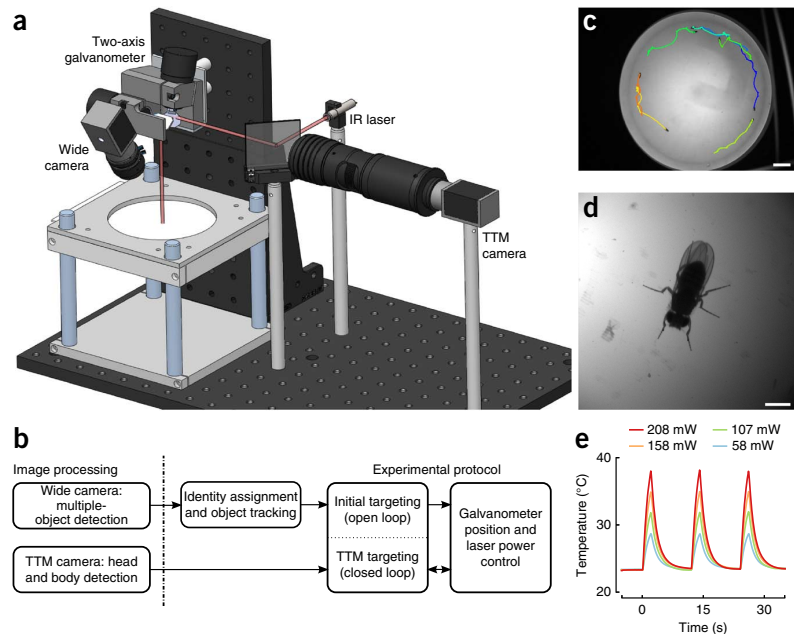 a
Two-axis
galvanometer
IR laser
Wide
camera
TTM
camera
b
Image processing
Experimental protocol
Wide camera:
multiple-
object detection
Identity assignment
and object tracking
Initial targeting
(open loop)
Galvanometer
position and
laser power
control
TTM camera: head
and body detection
TTM targeting
(closed loop)
c
d
e
208 mW
107 mW
158 mW
58 mW
Temperature (°C)
40
30
20
0
15
30
Time (s)